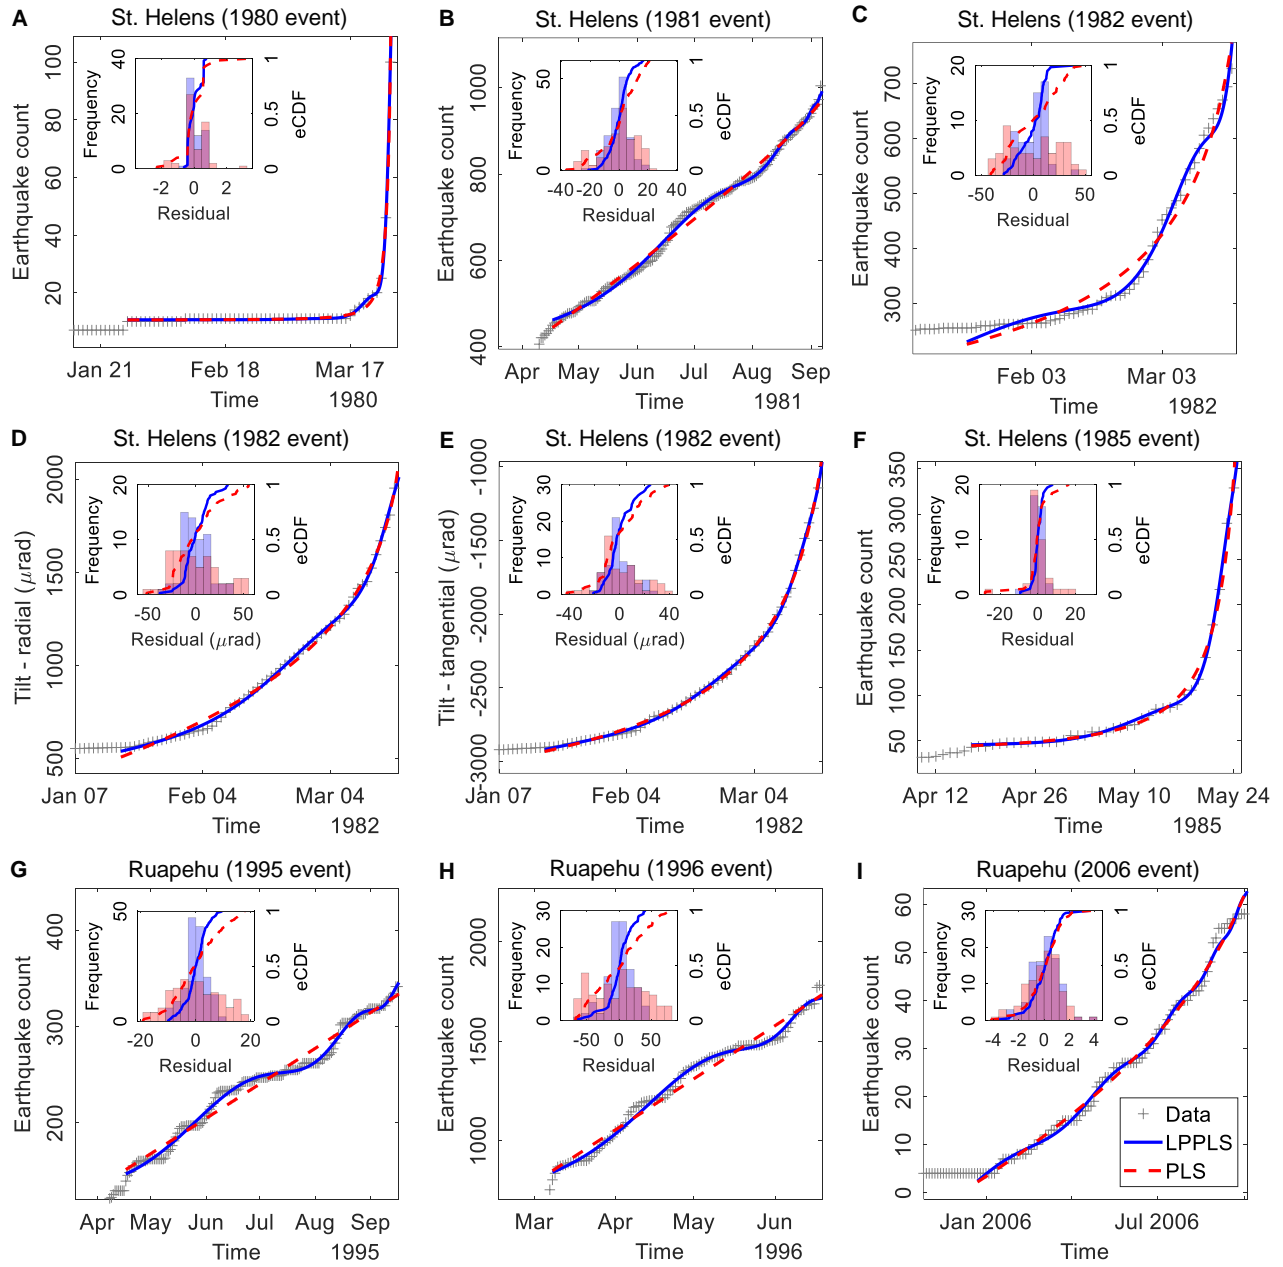 A St. Helens (1980 event)
Earthquake count
20 40 60 80 100
Jan 21 Feb 18 Mar 17
Time 1980
Frequency
0 20 40
-2 0 2
Residual
0 0.5 1
eCDF
B St. Helens (1981 event)
Earthquake count
400 600 800 1000
Apr May Jun Jul Aug Sep
Time 1981
Frequency
0 50
-40 -20 0 20 40
Residual
0 0.5 1
eCDF
C St. Helens (1982 event)
Earthquake count
300 400 500 600 700
Feb 03 Mar 03
Time 1982
Frequency
0 10 20
-50 0 50
Residual
0 0.5 1
eCDF
D St. Helens (1982 event)
Tilt - radial (μrad)
500 1000 1500 2000
Jan 07 Feb 04 Mar 04
Time 1982
Frequency
0 10 20
-50 0 50
Residual (μrad)
0 0.5 1
eCDF
E St. Helens (1982 event)
Tilt - tangential (μrad)
-3000 -2500 -2000 -1500 -1000
Jan 07 Feb 04 Mar 04
Time 1982
Frequency
0 10 20 30
-40 0 40
Residual (μrad)
0 0.5 1
eCDF
F St. Helens (1985 event)
Earthquake count
50 100 150 200 250 300 350
Apr 12 Apr 26 May 10 May 24
Time 1985
Frequency
0 10 20
-20 0 20
Residual
0 0.5 1
eCDF
G Ruapehu (1995 event)
Earthquake count
200 300 400
Apr May Jun Jul Aug Sep
Time 1995
Frequency
0 50
-20 0 20
Residual
0 0.5 1
eCDF
H Ruapehu (1996 event)
Earthquake count
1000 1500 2000
Mar Apr May Jun
Time 1996
Frequency
0 10 20 30
-50 0 50
Residual
0 0.5 1
eCDF
I Ruapehu (2006 event)
Earthquake count
0 10 20 30 40 50 60
Jan 2006 Jul 2006
Time
Frequency
0 10 20 30
-4 -2 0 2 4
Residual
0 0.5 1
eCDF
Data
LPPLS
PLS